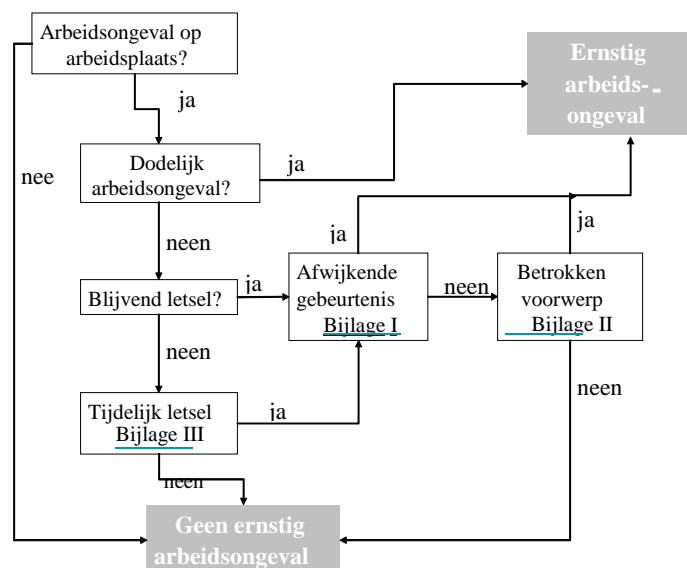 Arbeidsongeval op
arbeidsplaats?
Ernstig
arbeids-
ongeval
ja
Dodelijk
arbeidsongeval?
ja
nee
neen
ja
ja
Blijvend letsel?
ja
Afwijkende
gebeurtenis
Bijlage I
neen
Betrokken
voorwerp
Bijlage II
neen
neen
Tijdelijk letsel
Bijlage III
ja
neen
Geen ernstig
arbeidsongeval